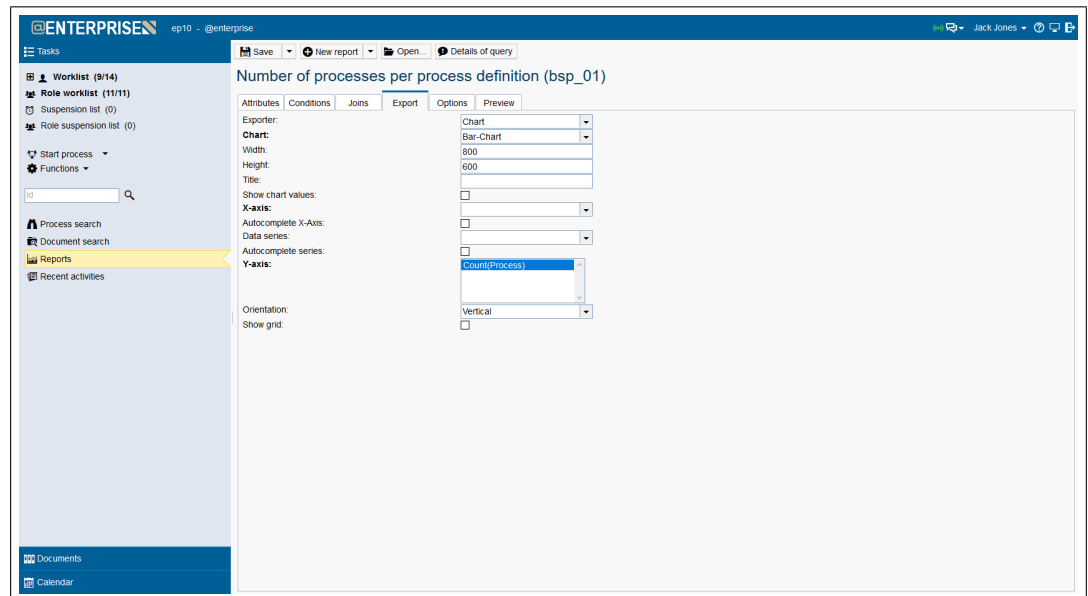 @ENTERPRISE ep10 - @enterprise Jack Jones
Tasks
Save New report Open... Details of query
Worklist (9/14)
Role worklist (11/11)
Suspension list (0)
Role suspension list (0)
Start process
Functions
id
Process search
Document search
Reports
Recent activities
Documents
Calendar
Number of processes per process definition (bsp_01)
Attributes Conditions Joins Export Options Preview
Exporter: Chart
Chart: Bar-Chart
Width: 800
Height: 600
Title:
Show chart values:
X-axis:
Autocomplete X-Axis:
Data series:
Autocomplete series:
Y-axis: Count(Process)
Orientation: Vertical
Show grid: